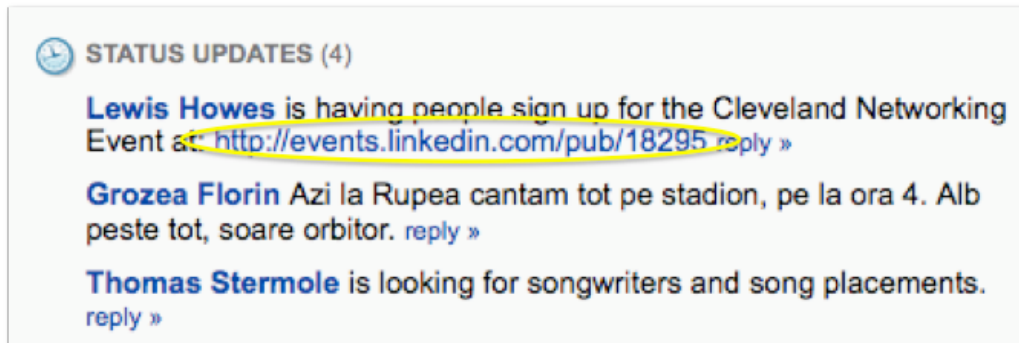 STATUS UPDATES (4)
Lewis Howes is having people sign up for the Cleveland Networking
Event at: http://events.linkedin.com/pub/18295 reply »
Grozea Florin Azi la Rupea cantam tot pe stadion, pe la ora 4. Alb
peste tot, soare orbitor. reply »
Thomas Stermole is looking for songwriters and song placements.
reply »